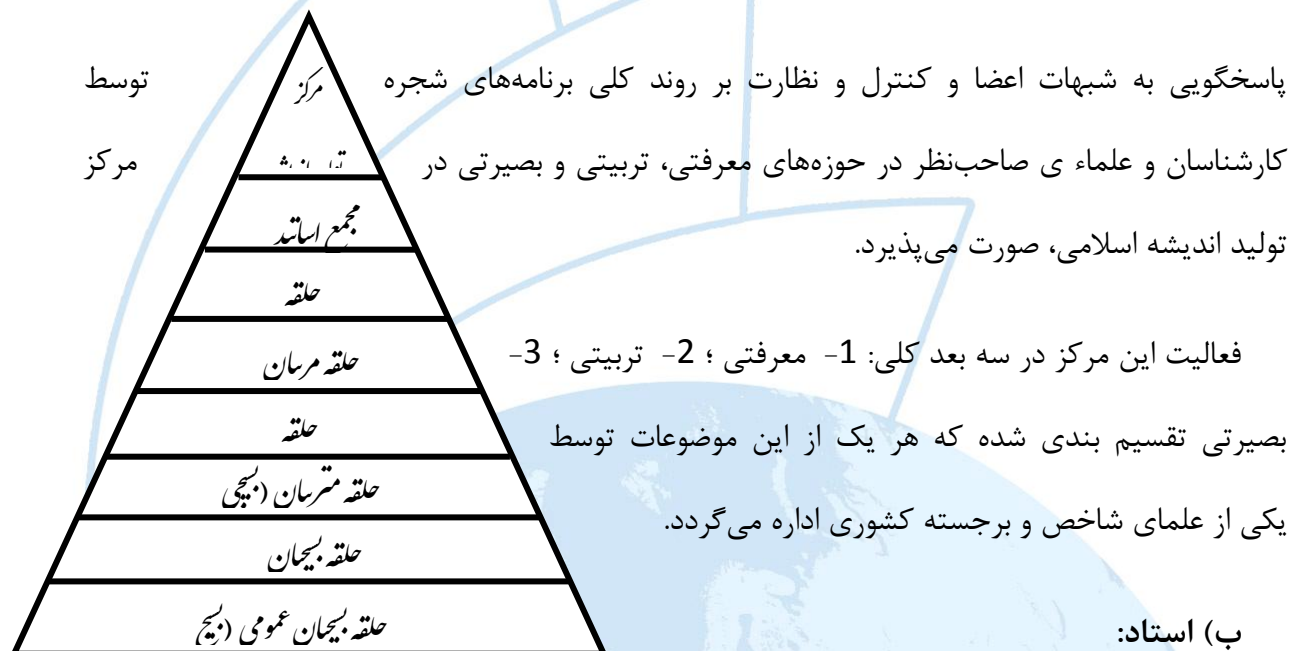 پاسخگویی به شبهات اعضا و کنترل و نظارت بر روند کلی برنامه‌های شجره توسط
کارشناسان و علماء ی صاحب‌نظر در حوزه‌های معرفتی، تربیتی و بصیرتی در مرکز
تولید اندیشه اسلامی، صورت می‌پذیرد.
فعالیت این مرکز در سه بعد کلی: 1- معرفتی ؛ 2- تربیتی ؛ 3-
بصیرتی تقسیم بندی شده که هر یک از این موضوعات توسط
یکی از علمای شاخص و برجسته کشوری اداره می‌گردد.
ب) استاد:
مرکز
مجمع اساتید
حلقه
حلقه مربیان
حلقه
حلقه متربیان (بسیجی
حلقه بسیجیان
حلقه بسیجیان عمومی (بسیج